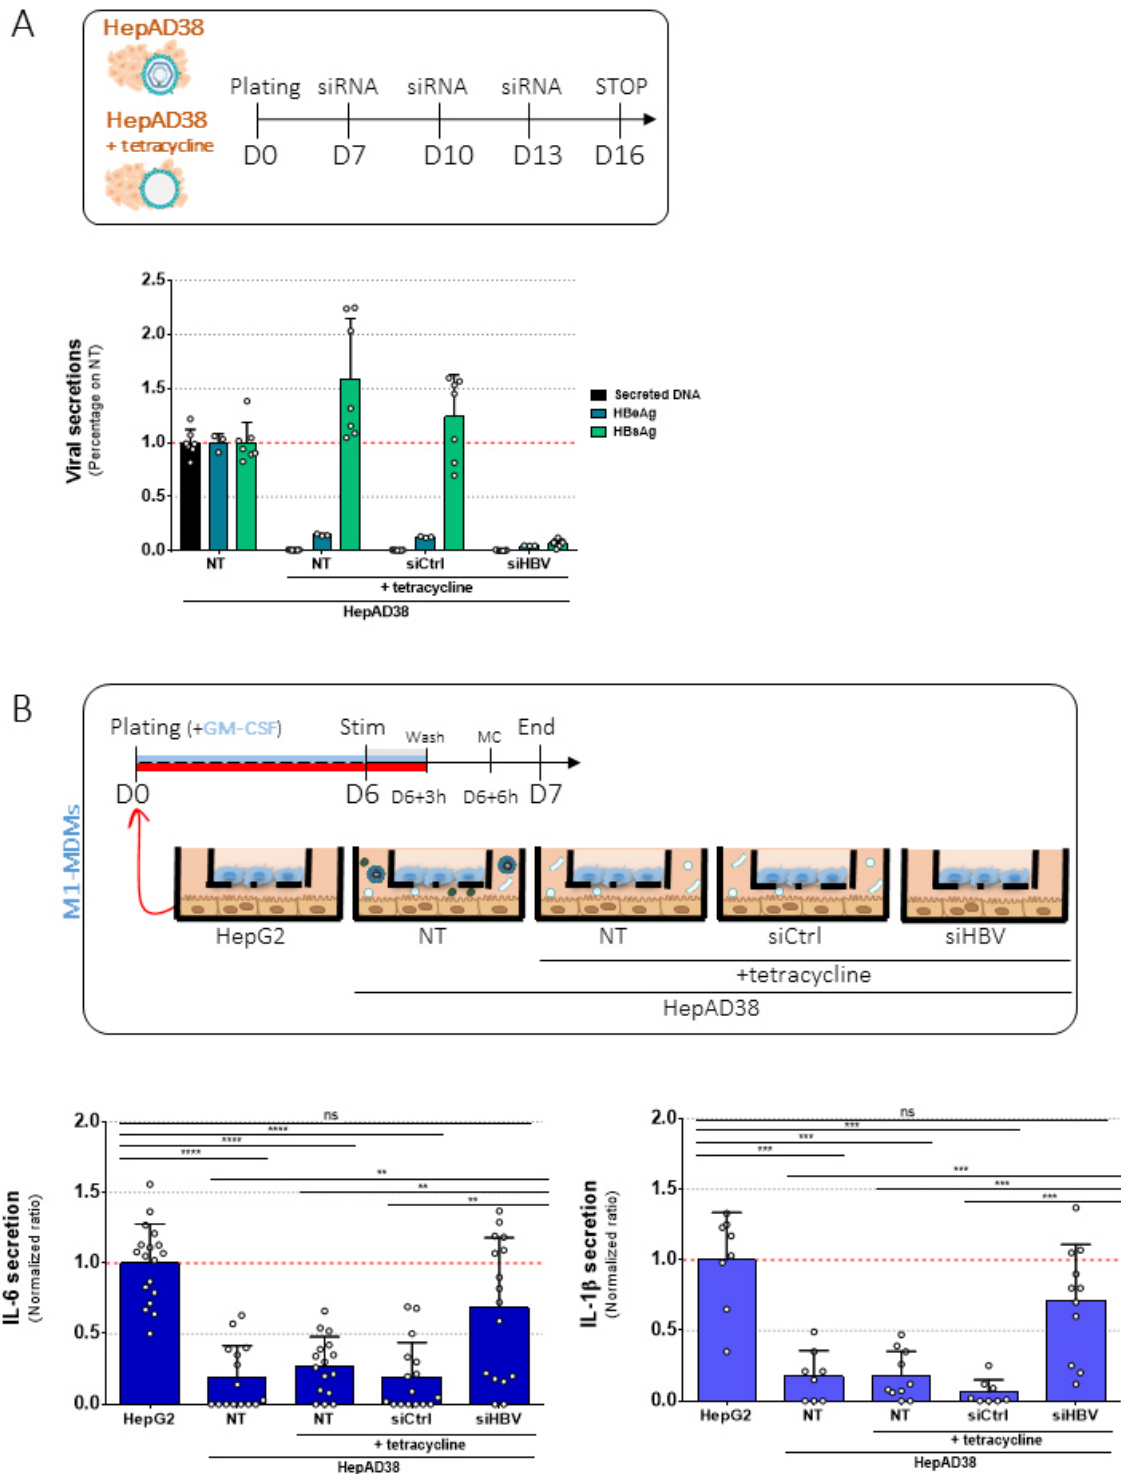 A
HepAD38
HepAD38
+ tetracycline
Plating siRNA siRNA siRNA STOP
D0 D7 D10 D13 D16
Viral secretions
(Percentage on NT)
2.5
2.0
1.5
1.0
0.5
0.0
Secreted DNA
HBeAg
HBsAg
NT NT siCtrl siHBV
+ tetracycline
HepAD38
B
M1-MDMs
Plating (+GM-CSF) Stim Wash MC End
D0 D6 D6+3h D6+6h D7
HepG2 NT NT siCtrl siHBV
+tetracycline
HepAD38
IL-6 secretion
(Normalized ratio)
2.0
1.5
1.0
0.5
0.0
ns
****
****
****
**
**
**
HepG2 NT NT siCtrl siHBV
+ tetracycline
HepAD38
IL-1β secretion
(Normalized ratio)
2.0
1.5
1.0
0.5
0.0
ns
***
***
***
***
***
***
HepG2 NT NT siCtrl siHBV
+ tetracycline
HepAD38